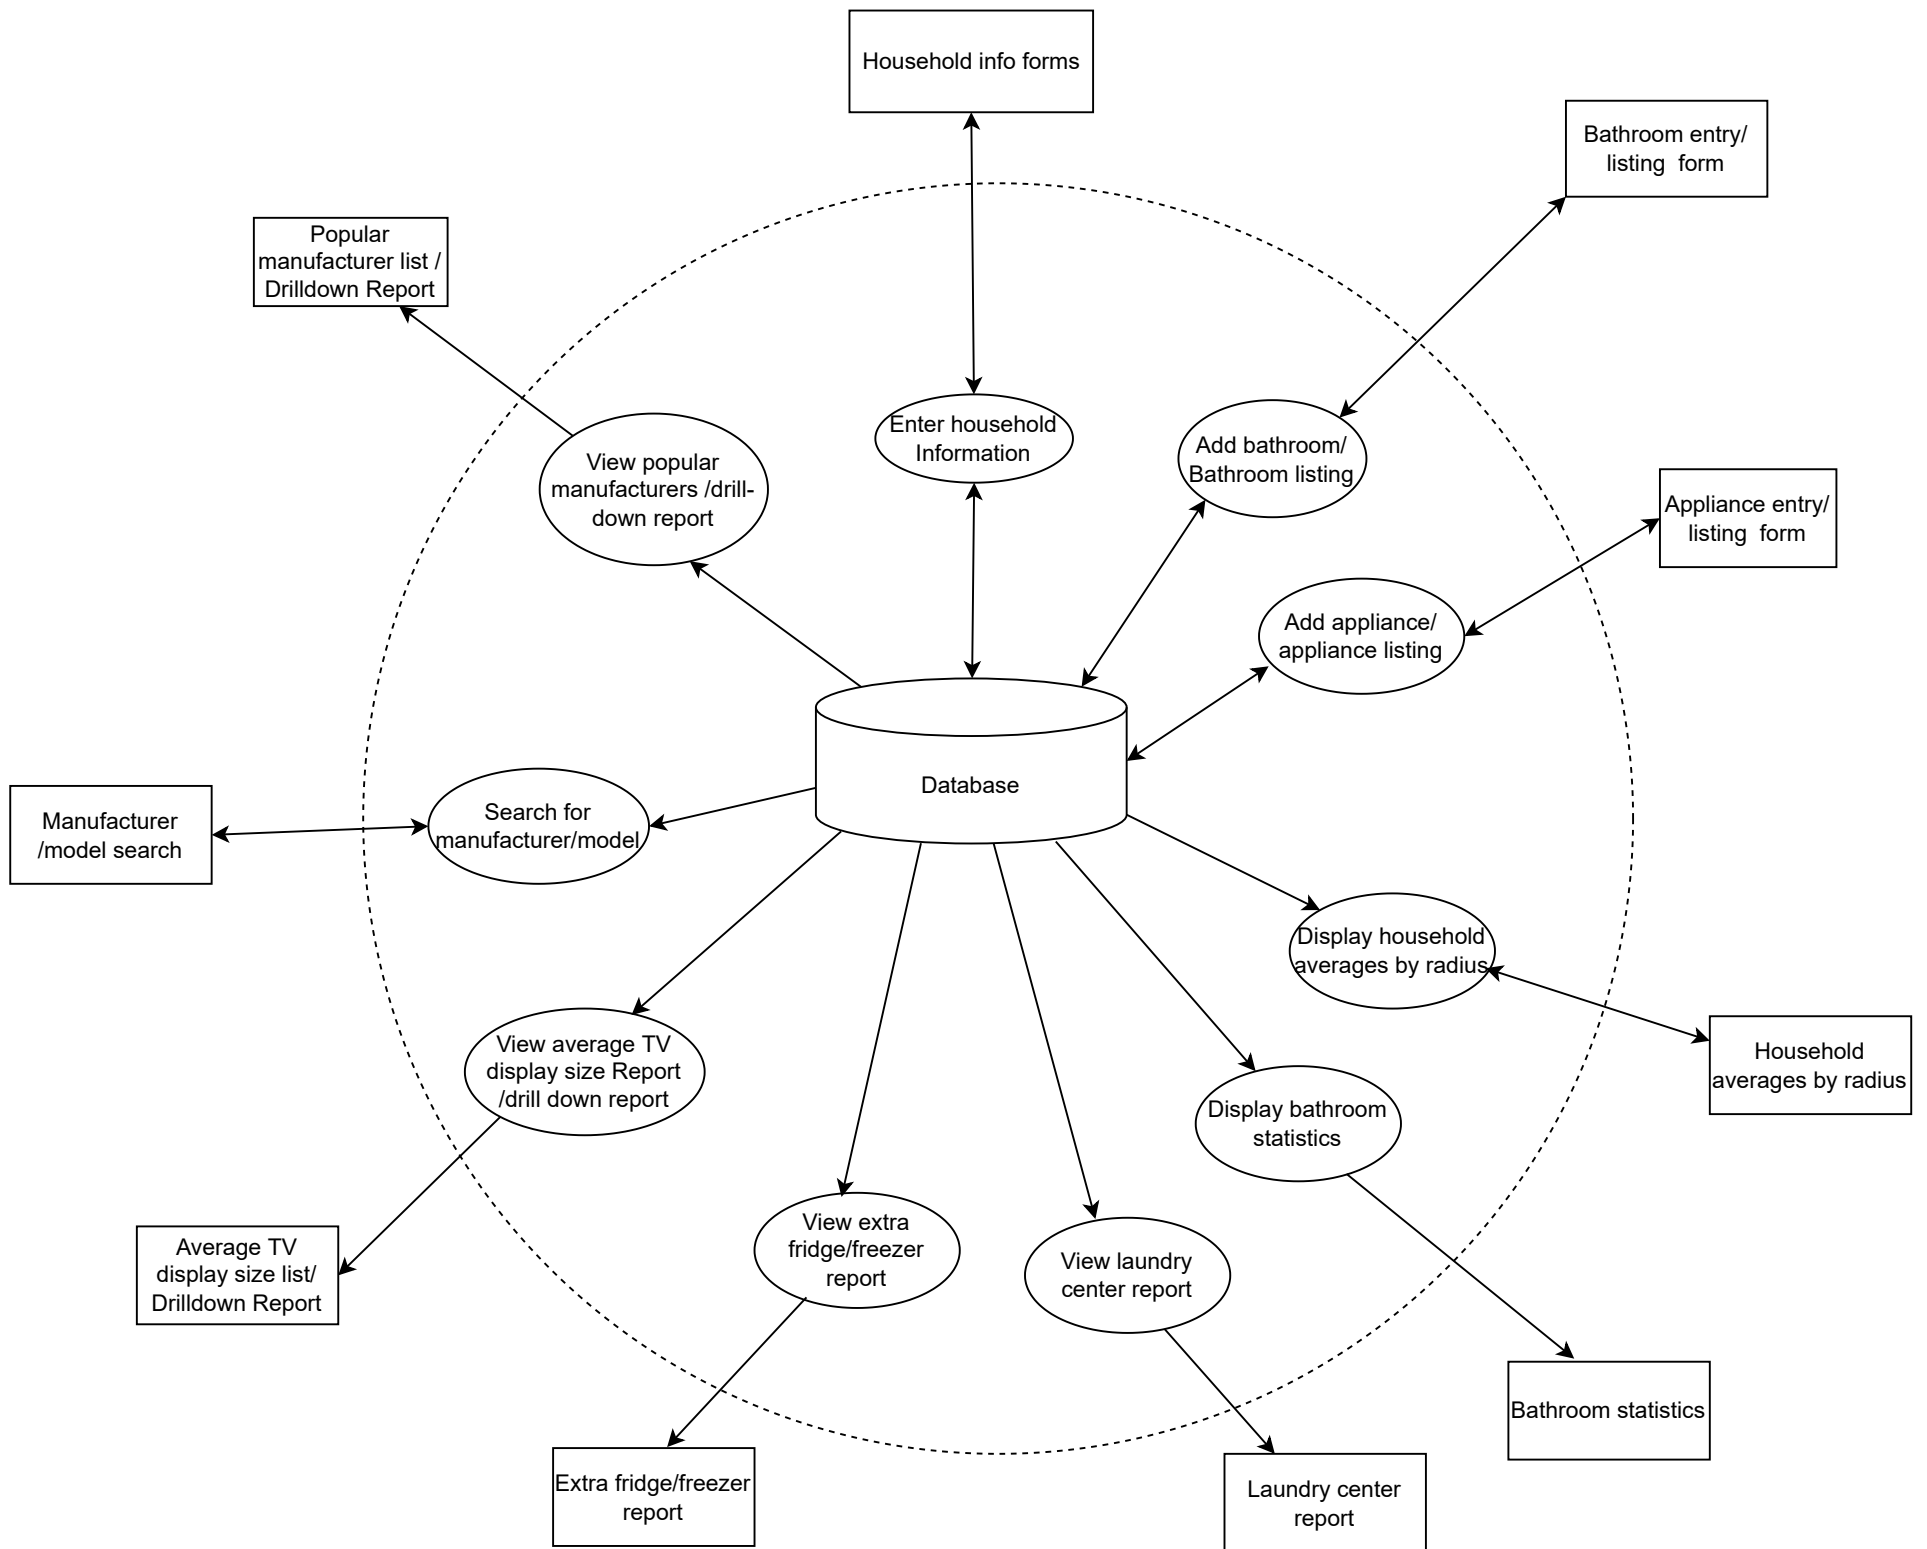 Household info forms
Bathroom entry/
listing  form
Popular
manufacturer list /
Drilldown Report
Enter household
Information
Add bathroom/
Bathroom listing
View popular
manufacturers /drill-
down report
Appliance entry/
listing  form
Add appliance/
appliance listing
Database
Manufacturer
/model search
Search for
manufacturer/model
Display household
averages by radius
Household
averages by radius
View average TV
display size Report
/drill down report
Display bathroom
statistics
Average TV
display size list/
Drilldown Report
View extra
fridge/freezer
report
View laundry
center report
Bathroom statistics
Extra fridge/freezer
report
Laundry center
report